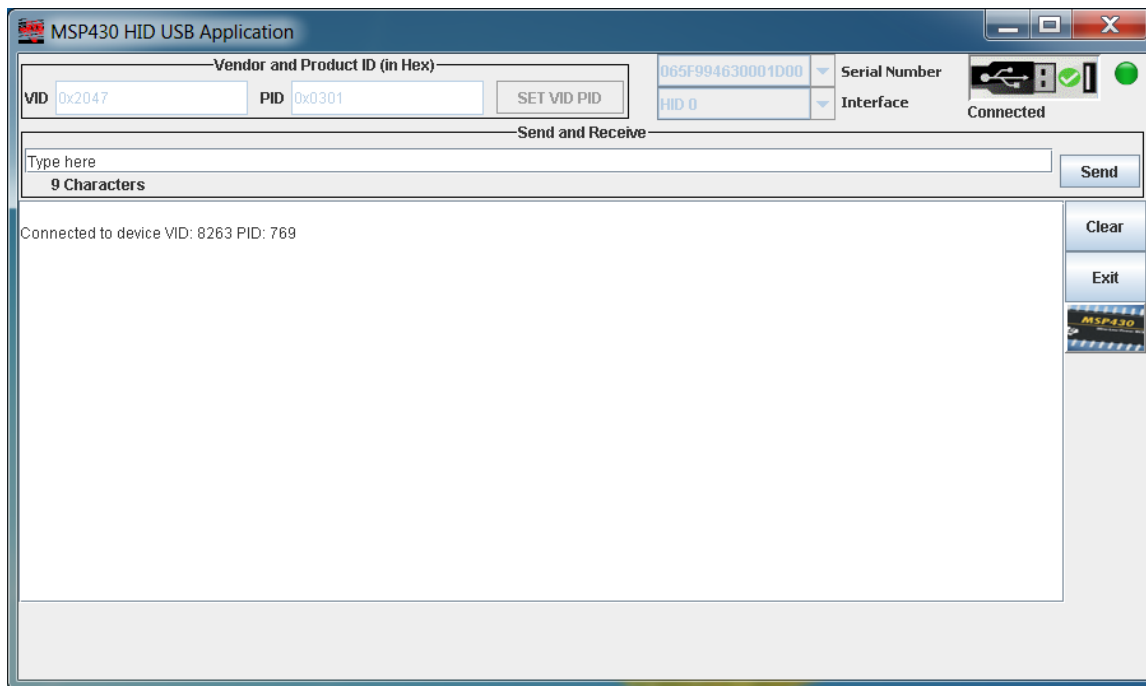 MSP430 HID USB Application
Vendor and Product ID (in Hex)
VID 0x2047 PID 0x0301 SET VID PID
065F994630001D00 Serial Number
HID 0 Interface
Connected
Send and Receive
Type here
9 Characters
Send
Connected to device VID: 8263 PID: 769
Clear
Exit
MSP430